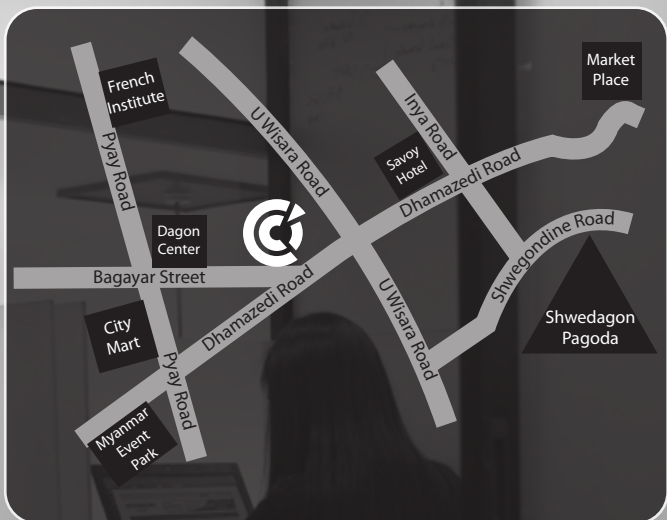 French
Institute
Pyay Road
U Wisara Road
Inya Road
Market
Place
Savoy
Hotel
Dhamazedi Road
Dagon
Center
Bagayar Street
Dhamazedi Road
U Wisara Road
Shwegondine Road
Shwedagon
Pagoda
City
Mart
Pyay Road
Myanmar
Event
Park